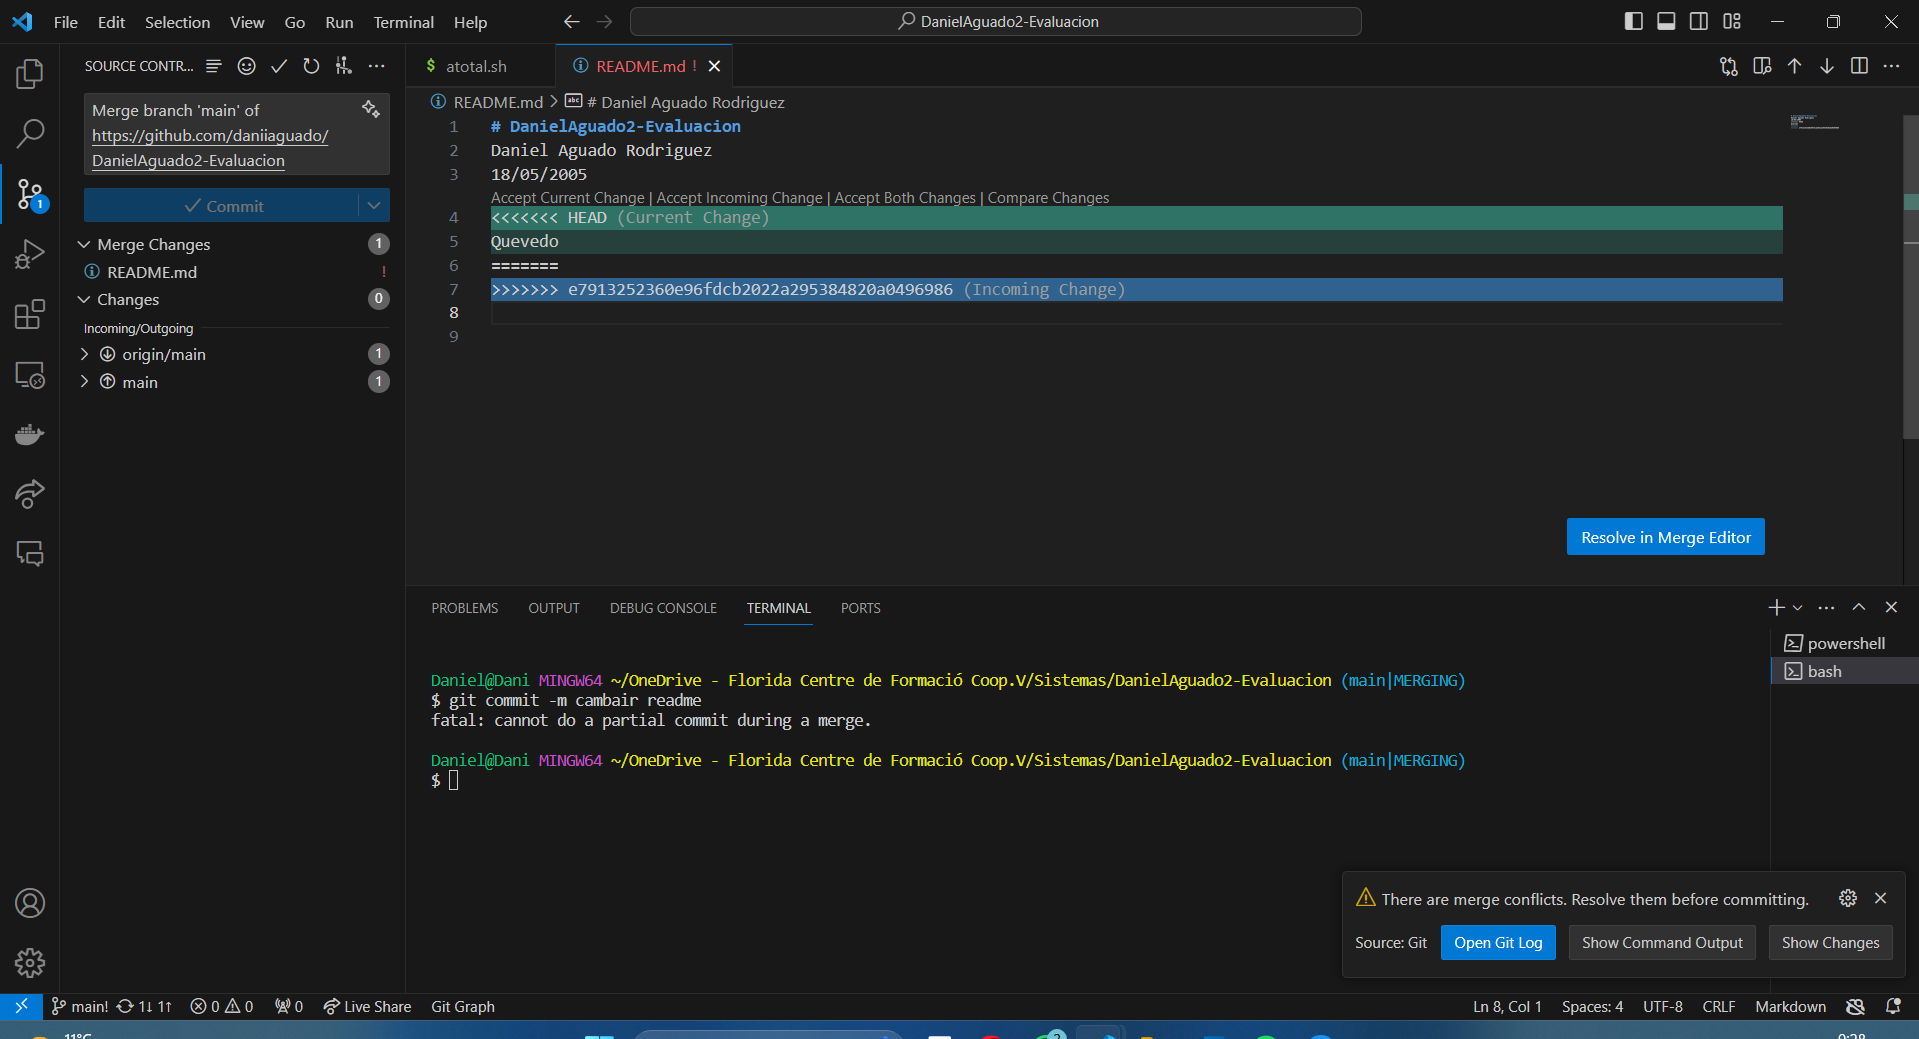 File Edit Selection View Go Run Terminal Help
DanielAguado2-Evaluacion
SOURCE CONTR...
Merge branch 'main' of
https://github.com/daniiaguado/
DanielAguado2-Evaluacion
1
Commit
Merge Changes 1
README.md !
Changes 0
Incoming/Outgoing
origin/main 1
main 1
$ atotal.sh
README.md !
README.md > abc # Daniel Aguado Rodriguez
1 # DanielAguado2-Evaluacion
2 Daniel Aguado Rodriguez
3 18/05/2005
Accept Current Change | Accept Incoming Change | Accept Both Changes | Compare Changes
4 <<<<<<< HEAD (Current Change)
5 Quevedo
6 =======
7 >>>>>>> e7913252360e96fdcb2022a295384820a0496986 (Incoming Change)
8
9
Resolve in Merge Editor
PROBLEMS OUTPUT DEBUG CONSOLE TERMINAL PORTS
powershell
bash
Daniel@Dani MINGW64 ~/OneDrive - Florida Centre de Formació Coop.V/Sistemas/DanielAguado2-Evaluacion (main|MERGING)
$ git commit -m cambair readme
fatal: cannot do a partial commit during a merge.
Daniel@Dani MINGW64 ~/OneDrive - Florida Centre de Formació Coop.V/Sistemas/DanielAguado2-Evaluacion (main|MERGING)
$
There are merge conflicts. Resolve them before committing.
Source: Git Open Git Log Show Command Output Show Changes
main! 1↓ 1↑ 0 0 0 Live Share Git Graph
Ln 8, Col 1 Spaces: 4 UTF-8 CRLF Markdown